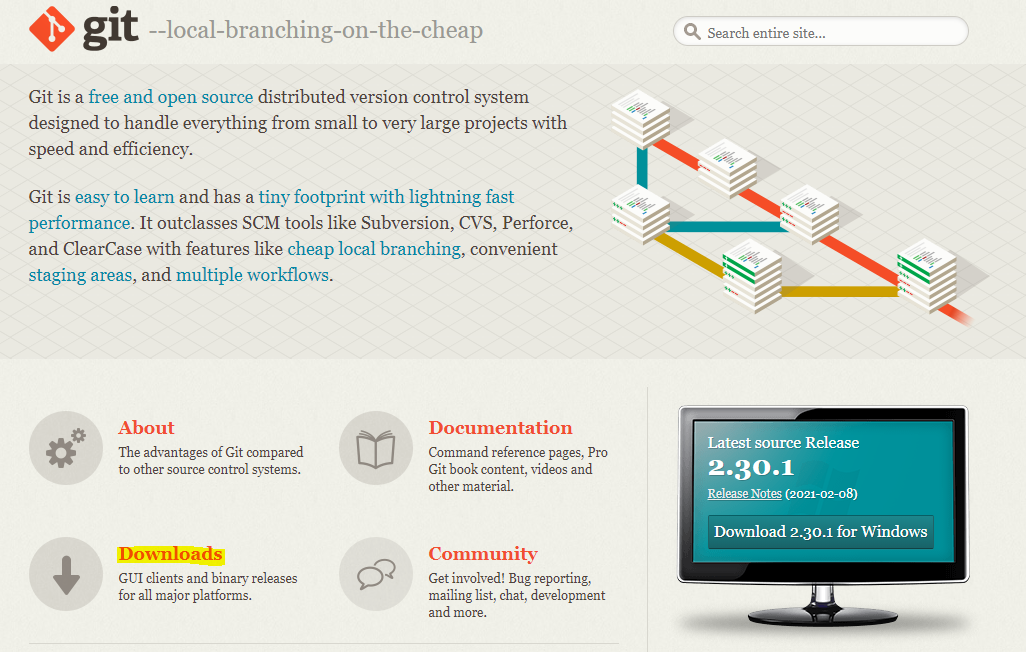 git --local-branching-on-the-cheap
Search entire site...
Git is a free and open source distributed version control system
designed to handle everything from small to very large projects with
speed and efficiency.
Git is easy to learn and has a tiny footprint with lightning fast
performance. It outclasses SCM tools like Subversion, CVS, Perforce,
and ClearCase with features like cheap local branching, convenient
staging areas, and multiple workflows.
About
The advantages of Git compared
to other source control systems.
Documentation
Command reference pages, Pro
Git book content, videos and
other material.
Downloads
GUI clients and binary releases
for all major platforms.
Community
Get involved! Bug reporting,
mailing list, chat, development
and more.
Latest source Release
2.30.1
Release Notes (2021-02-08)
Download 2.30.1 for Windows